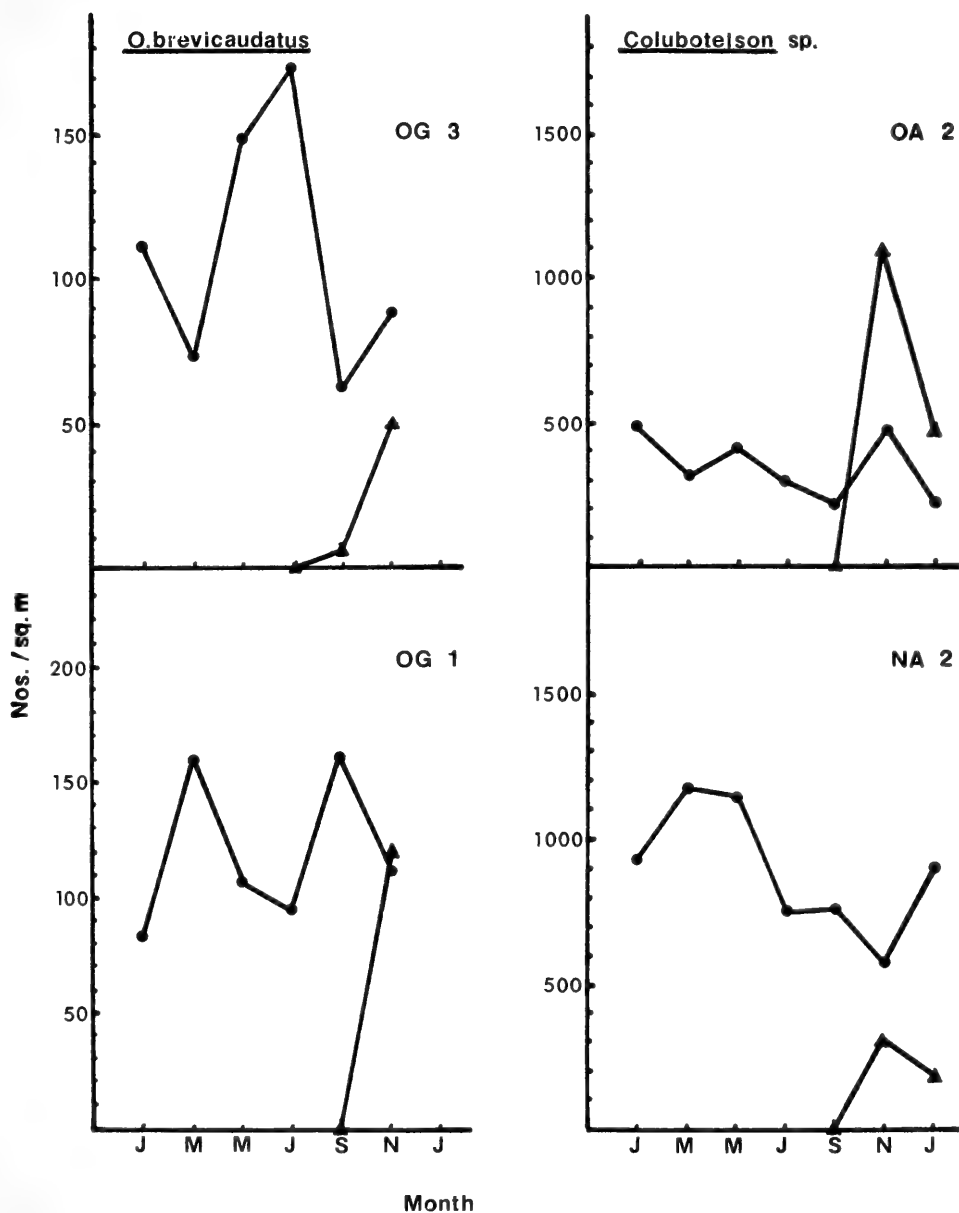 O.brevicaudatus
OG 3
150
100
50
Colubotelson sp.
OA 2
1500
1000
500
Nos./sq.m
OG 1
200
150
100
50
J M M J S N J
NA 2
1500
1000
500
J M M J S N J
Month